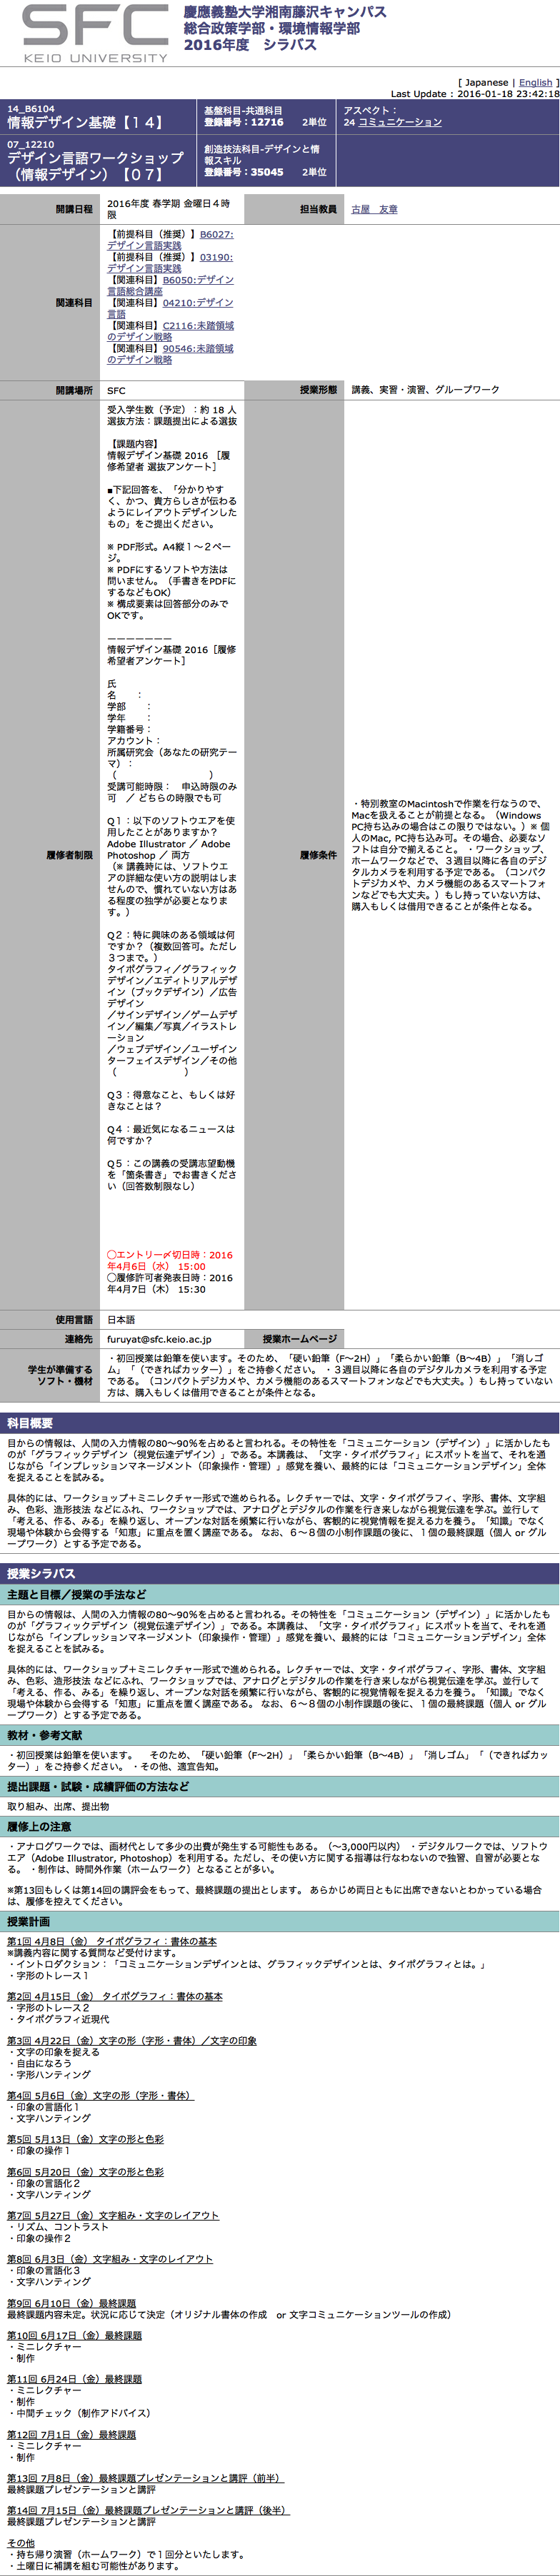 SFC
KEIO UNIVERSITY
慶應義塾大学湘南藤沢キャンパス
総合政策学部・環境情報学部
2016年度　シラバス
[ Japanese | English ]
Last Update : 2016-01-18 23:42:18
14_B6104
情報デザイン基礎【１４】
基盤科目-共通科目
登録番号：12716　2単位
アスペクト：
24 コミュニケーション
07_12210
デザイン言語ワークショップ
（情報デザイン）【０７】
創造技法科目-デザインと情
報スキル
登録番号：35045　2単位
開講日程
2016年度 春学期 金曜日４時
限
担当教員
古屋　友章
関連科目
【前提科目（推奨）】B6027:
デザイン言語実践
【前提科目（推奨）】03190:
デザイン言語実践
【関連科目】B6050:デザイン
言語総合講座
【関連科目】04210:デザイン
言語
【関連科目】C2116:未踏領域
のデザイン戦略
【関連科目】90546:未踏領域
のデザイン戦略
開講場所
SFC
授業形態
講義、実習・演習、グループワーク
履修者制限
受入学生数（予定）：約 18 人
選抜方法：課題提出による選抜
【課題内容】
情報デザイン基礎 2016 ［履
修希望者 選抜アンケート］
■下記回答を、「分かりやす
く、かつ、貴方らしさが伝わる
ようにレイアウトデザインした
もの」をご提出ください。
※ PDF形式。A4縦１〜２ペー
ジ。
※ PDFにするソフトや方法は
問いません。（手書きをPDFに
するなどもOK）
※ 構成要素は回答部分のみで
OKです。
ーーーーーーー
情報デザイン基礎 2016［履修
希望者アンケート］
氏
名　　：
学部　　：
学年　　：
学籍番号：
アカウント：
所属研究会（あなたの研究テー
マ）：
（　　　　　　　　　　）
受講可能時限：　申込時限のみ
可　／ どちらの時限でも可
Q１：以下のソフトウエアを使
用したことがありますか？
Adobe Illustrator ／ Adobe
Photoshop ／ 両方
（※ 講義時には、ソフトウエ
アの詳細な使い方の説明はしま
せんので、慣れていない方はあ
る程度の独学が必要となりま
す。）
Q２：特に興味のある領域は何
ですか？（複数回答可。ただし
３つまで。）
タイポグラフィ／グラフィック
デザイン／エディトリアルデザ
イン（ブックデザイン）／広告
デザイン
／サインデザイン／ゲームデザ
イン／編集／写真／イラストレ
ーション
／ウェブデザイン／ユーザイン
ターフェイスデザイン／その他
（　　　　　　　）
Q３：得意なこと、もしくは好
きなことは？
Q４：最近気になるニュースは
何ですか？
Q５：この講義の受講志望動機
を「箇条書き」でお書きくださ
い（回答数制限なし）
◯エントリー〆切日時：2016
年4月6日（水） 15:00
◯履修許可者発表日時：2016
年4月7日（木） 15:30
履修条件
・特別教室のMacintoshで作業を行なうので、
Macを扱えることが前提となる。（Windows
PC持ち込みの場合はこの限りではない。）※ 個
人のMac, PC持ち込み可。その場合、必要なソ
フトは自分で揃えること。 ・ワークショップ、
ホームワークなどで、３週目以降に各自のデジ
タルカメラを利用する予定である。（コンパク
トデジカメや、カメラ機能のあるスマートフォ
ンなどでも大丈夫。）もし持っていない方は、
購入もしくは借用できることが条件となる。
使用言語
日本語
連絡先
furuyat@sfc.keio.ac.jp
授業ホームページ
学生が準備する
ソフト・機材
・初回授業は鉛筆を使います。そのため、「硬い鉛筆（F〜2H）」「柔らかい鉛筆（B〜4B）」「消しゴ
ム」「（できればカッター）」をご持参ください。 ・３週目以降に各自のデジタルカメラを利用する予定
である。（コンパクトデジカメや、カメラ機能のあるスマートフォンなどでも大丈夫。）もし持っていない
方は、購入もしくは借用できることが条件となる。
科目概要
目からの情報は、人間の入力情報の80〜90%を占めると言われる。その特性を「コミュニケーション（デザイン）」に活かしたも
のが「グラフィックデザイン（視覚伝達デザイン）」である。本講義は、「文字・タイポグラフィ」にスポットを当て、それを通
じながら「インプレッションマネージメント（印象操作・管理）」感覚を養い、最終的には「コミュニケーションデザイン」全体
を捉えることを試みる。
具体的には、ワークショップ＋ミニレクチャー形式で進められる。レクチャーでは、文字・タイポグラフィ、字形、書体、文字組
み、色彩、造形技法 などにふれ、ワークショップでは、アナログとデジタルの作業を行き来しながら視覚伝達を学ぶ。並行して
「考える、作る、みる」を繰り返し、オープンな対話を頻繁に行いながら、客観的に視覚情報を捉える力を養う。「知識」でなく
現場や体験から会得する「知恵」に重点を置く講座である。 なお、６〜８個の小制作課題の後に、１個の最終課題（個人 or グル
ープワーク）とする予定である。
授業シラバス
主題と目標／授業の手法など
目からの情報は、人間の入力情報の80〜90%を占めると言われる。その特性を「コミュニケーション（デザイン）」に活かしたも
のが「グラフィックデザイン（視覚伝達デザイン）」である。本講義は、「文字・タイポグラフィ」にスポットを当て、それを通
じながら「インプレッションマネージメント（印象操作・管理）」感覚を養い、最終的には「コミュニケーションデザイン」全体
を捉えることを試みる。
具体的には、ワークショップ＋ミニレクチャー形式で進められる。レクチャーでは、文字・タイポグラフィ、字形、書体、文字組
み、色彩、造形技法 などにふれ、ワークショップでは、アナログとデジタルの作業を行き来しながら視覚伝達を学ぶ。並行して
「考える、作る、みる」を繰り返し、オープンな対話を頻繁に行いながら、客観的に視覚情報を捉える力を養う。「知識」でなく
現場や体験から会得する「知恵」に重点を置く講座である。 なお、６〜８個の小制作課題の後に、１個の最終課題（個人 or グル
ープワーク）とする予定である。
教材・参考文献
・初回授業は鉛筆を使います。　そのため、「硬い鉛筆（F〜2H）」「柔らかい鉛筆（B〜4B）」「消しゴム」「（できればカッ
ター）」をご持参ください。 ・その他、適宜告知。
提出課題・試験・成績評価の方法など
取り組み、出席、提出物
履修上の注意
・アナログワークでは、画材代として多少の出費が発生する可能性もある。（〜3,000円以内） ・デジタルワークでは、ソフトウ
エア（Adobe Illustrator, Photoshop）を利用する。ただし、その使い方に関する指導は行なわないので独習、自習が必要とな
る。 ・制作は、時間外作業（ホームワーク）となることが多い。
※第13回もしくは第14回の講評会をもって、最終課題の提出とします。 あらかじめ両日ともに出席できないとわかっている場合
は、履修を控えてください。
授業計画
第1回 4月8日（金） タイポグラフィ：書体の基本
※講義内容に関する質問など受付けます。
・イントロダクション：「コミュニケーションデザインとは、グラフィックデザインとは、タイポグラフィとは。」
・字形のトレース１
第2回 4月15日（金） タイポグラフィ：書体の基本
・字形のトレース２
・タイポグラフィ近現代
第3回 4月22日（金）文字の形（字形・書体）／文字の印象
・文字の印象を捉える
・自由になろう
・字形ハンティング
第4回 5月6日（金）文字の形（字形・書体）
・印象の言語化１
・文字ハンティング
第5回 5月13日（金）文字の形と色彩
・印象の操作１
第6回 5月20日（金）文字の形と色彩
・印象の言語化２
・文字ハンティング
第7回 5月27日（金）文字組み・文字のレイアウト
・リズム、コントラスト
・印象の操作２
第8回 6月3日（金）文字組み・文字のレイアウト
・印象の言語化３
・文字ハンティング
第9回 6月10日（金）最終課題
最終課題内容未定。状況に応じて決定（オリジナル書体の作成　or 文字コミュニケーションツールの作成）
第10回 6月17日（金）最終課題
・ミニレクチャー
・制作
第11回 6月24日（金）最終課題
・ミニレクチャー
・制作
・中間チェック（制作アドバイス）
第12回 7月1日（金）最終課題
・ミニレクチャー
・制作
第13回 7月8日（金）最終課題プレゼンテーションと講評（前半）
最終課題プレゼンテーションと講評
第14回 7月15日（金）最終課題プレゼンテーションと講評（後半）
最終課題プレゼンテーションと講評
その他
・持ち帰り演習（ホームワーク）で１回分といたします。
・土曜日に補講を組む可能性があります。